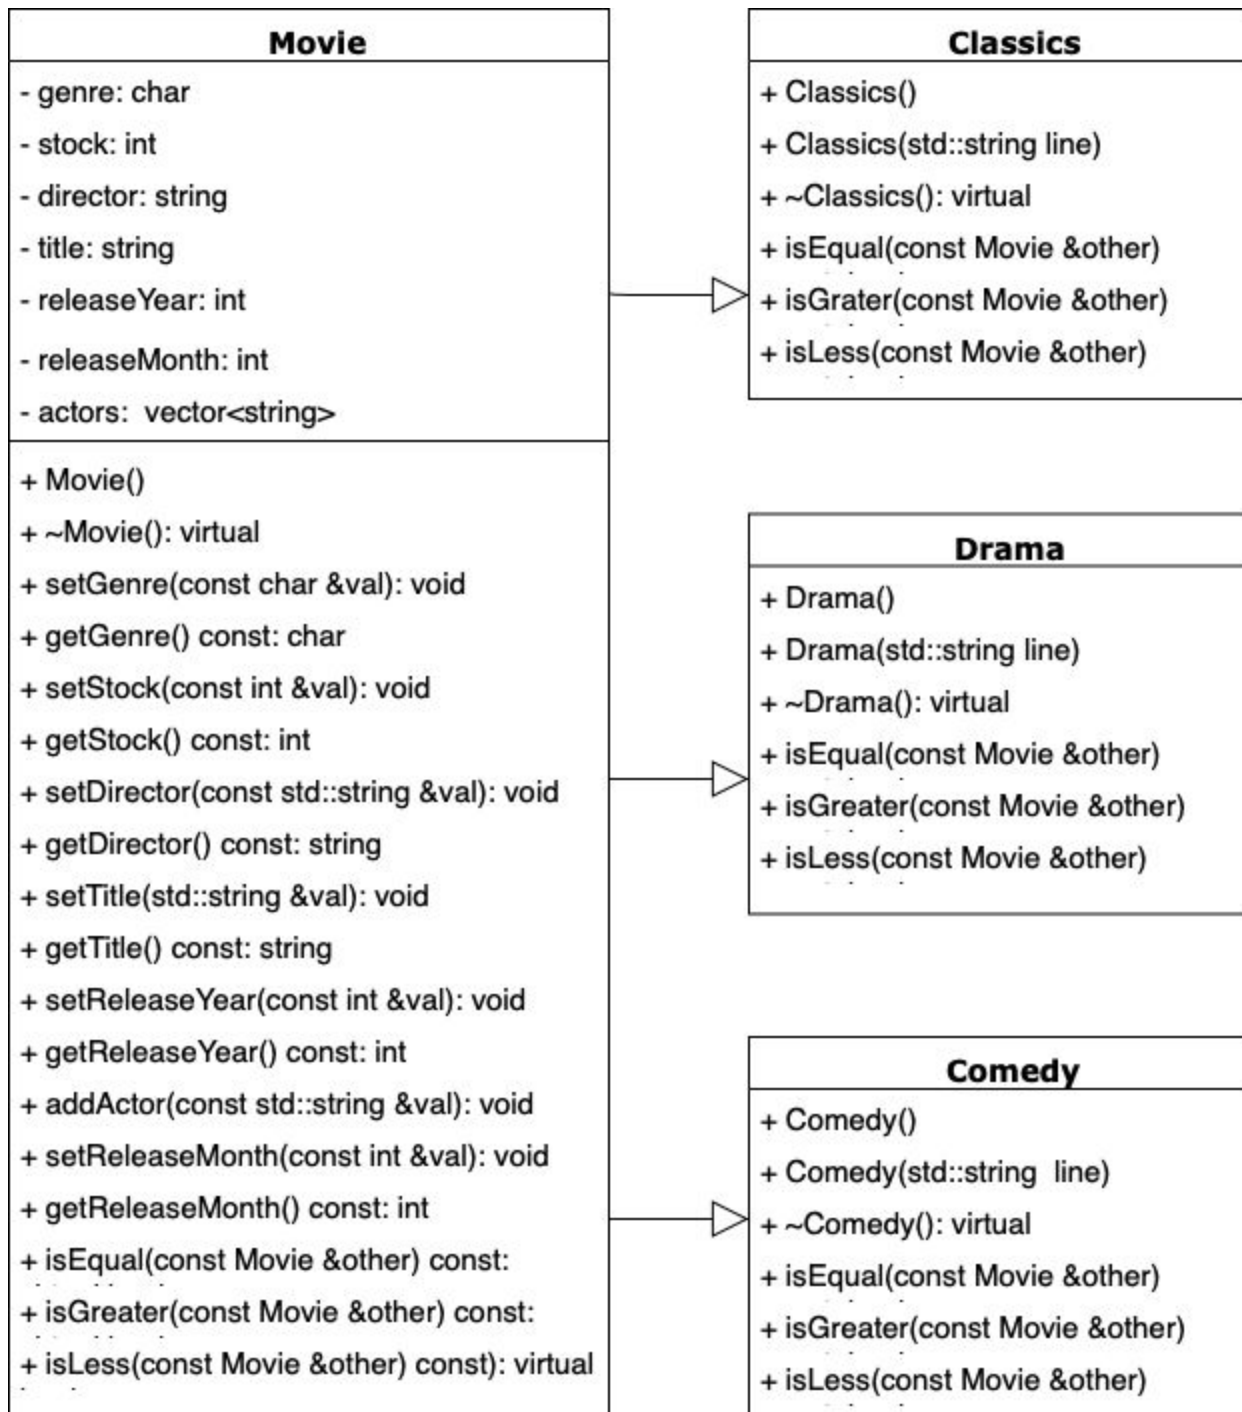 Movie
- genre: char
- stock: int
- director: string
- title: string
- releaseYear: int
- releaseMonth: int
- actors:  vector<string>
+ Movie()
+ ~Movie(): virtual
+ setGenre(const char &val): void
+ getGenre() const: char
+ setStock(const int &val): void
+ getStock() const: int
+ setDirector(const std::string &val): void
+ getDirector() const: string
+ setTitle(std::string &val): void
+ getTitle() const: string
+ setReleaseYear(const int &val): void
+ getReleaseYear() const: int
+ addActor(const std::string &val): void
+ setReleaseMonth(const int &val): void
+ getReleaseMonth() const: int
+ isEqual(const Movie &other) const:
+ isGreater(const Movie &other) const:
+ isLess(const Movie &other) const): virtual
Classics
+ Classics()
+ Classics(std::string line)
+ ~Classics(): virtual
+ isEqual(const Movie &other)
+ isGrater(const Movie &other)
+ isLess(const Movie &other)
Drama
+ Drama()
+ Drama(std::string line)
+ ~Drama(): virtual
+ isEqual(const Movie &other)
+ isGreater(const Movie &other)
+ isLess(const Movie &other)
Comedy
+ Comedy()
+ Comedy(std::string  line)
+ ~Comedy(): virtual
+ isEqual(const Movie &other)
+ isGreater(const Movie &other)
+ isLess(const Movie &other)